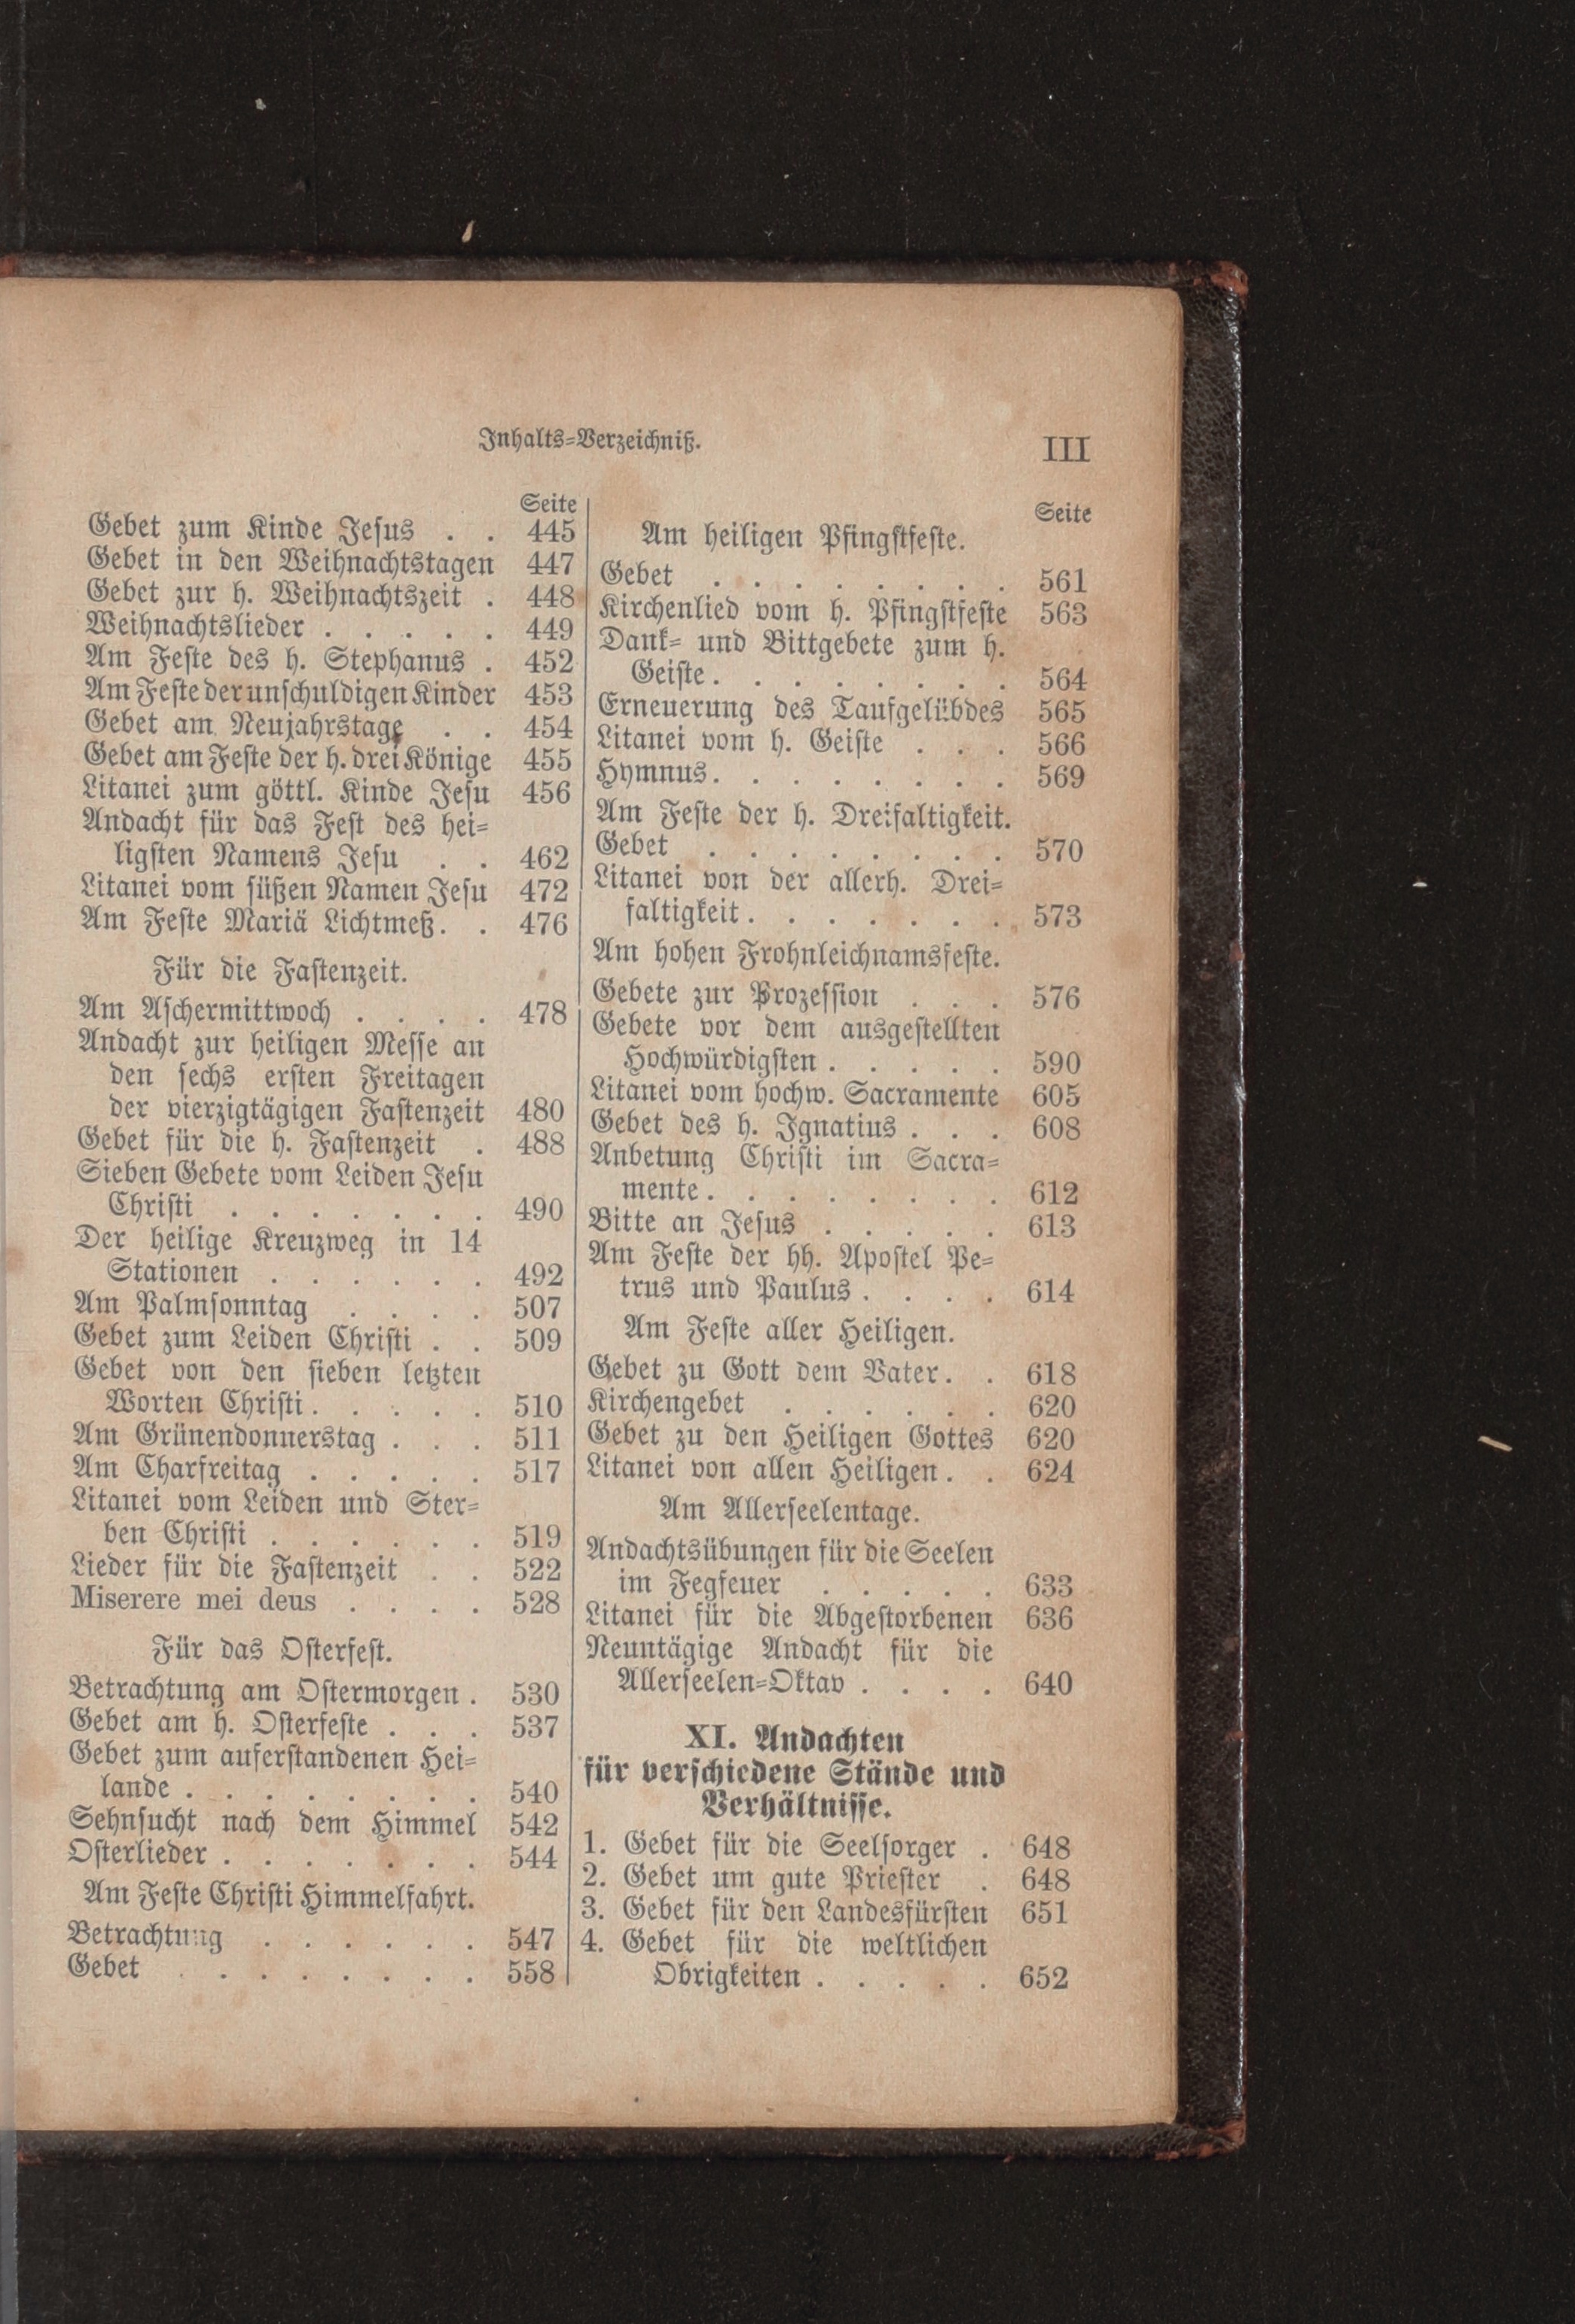 Inhalts-Verzeichniß.
III
Seite
Gebet zum Kinde Jesus . . 445
Gebet in den Weihnachtstagen 447
Gebet zur h. Weihnachtszeit . 448
Weihnachtslieder . . . . . 449
Am Feste des h. Stephanus . 452
Am Feste der unschuldigen Kinder 453
Gebet am Neujahrstage . . 454
Gebet am Feste der h. drei Könige 455
Litanei zum göttl. Kinde Jesu 456
Andacht für das Fest des hei-
ligsten Namens Jesu . . 462
Litanei vom süßen Namen Jesu 472
Am Feste Mariä Lichtmeß. . 476
Für die Fastenzeit.
Am Aschermittwoch . . . . 478
Andacht zur heiligen Messe an
den sechs ersten Freitagen
der vierzigtägigen Fastenzeit 480
Gebet für die h. Fastenzeit . 488
Sieben Gebete vom Leiden Jesu
Christi . . . . . . . 490
Der heilige Kreuzweg in 14
Stationen . . . . . . 492
Am Palmsonntag . . . . 507
Gebet zum Leiden Christi . . 509
Gebet von den sieben letzten
Worten Christi. . . . . 510
Am Grünendonnerstag . . . 511
Am Charfreitag . . . . . 517
Litanei vom Leiden und Ster-
ben Christi . . . . . . 519
Lieder für die Fastenzeit . . 522
Miserere mei deus . . . . 528
Für das Osterfest.
Betrachtung am Ostermorgen . 530
Gebet am h. Osterfeste . . . 537
Gebet zum auferstandenen Hei-
lande . . . . . . . . 540
Sehnsucht nach dem Himmel 542
Osterlieder . . . . . . . 544
Am Feste Christi Himmelfahrt.
Betrachtung . . . . . . 547
Gebet . . . . . . . . 558
Seite
Am heiligen Pfingstfeste.
Gebet . . . . . . . . 561
Kirchenlied vom h. Pfingstfeste 563
Dank- und Bittgebete zum h.
Geiste. . . . . . . . 564
Erneuerung des Taufgelübdes 565
Litanei vom h. Geiste . . . 566
Hymnus. . . . . . . . 569
Am Feste der h. Dreifaltigkeit.
Gebet . . . . . . . . 570
Litanei von der allerh. Drei-
faltigkeit. . . . . . . 573
Am hohen Frohnleichnamsfeste.
Gebete zur Prozession . . . 576
Gebete vor dem ausgestellten
Hochwürdigsten . . . . . 590
Litanei vom hochw. Sacramente 605
Gebet des h. Ignatius . . . 608
Anbetung Christi im Sacra-
mente. . . . . . . . 612
Bitte an Jesus . . . . . 613
Am Feste der hh. Apostel Pe-
trus und Paulus . . . . 614
Am Feste aller Heiligen.
Gebet zu Gott dem Vater. . 618
Kirchengebet . . . . . . 620
Gebet zu den Heiligen Gottes 620
Litanei von allen Heiligen. . 624
Am Allerseelentage.
Andachtsübungen für die Seelen
im Fegfeuer . . . . . 633
Litanei für die Abgestorbenen 636
Neuntägige Andacht für die
Allerseelen-Oktav . . . . 640
XI. Andachten
für verschiedene Stände und
Verhältnisse.
1. Gebet für die Seelsorger . 648
2. Gebet um gute Priester . 648
3. Gebet für den Landesfürsten 651
4. Gebet für die weltlichen
Obrigkeiten . . . . . 652